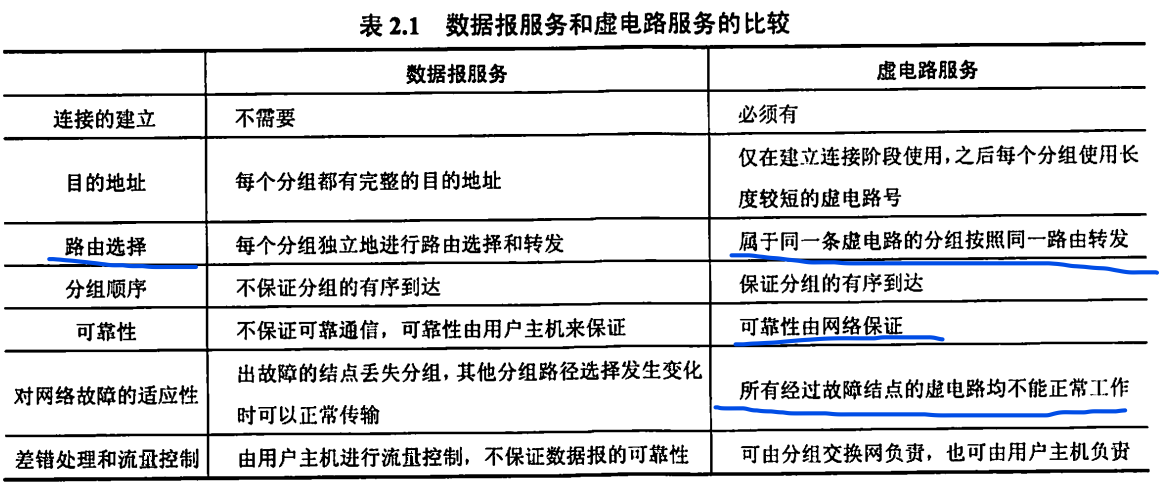 表 2.1 数据报服务和虚电路服务的比较
数据报服务 虚电路服务
连接的建立 不需要 必须有
目的地址 每个分组都有完整的目的地址 仅在建立连接阶段使用，之后每个分组使用长
度较短的虚电路号
路由选择 每个分组独立地进行路由选择和转发 属于同一条虚电路的分组按照同一路由转发
分组顺序 不保证分组的有序到达 保证分组的有序到达
可靠性 不保证可靠通信，可靠性由用户主机来保证 可靠性由网络保证
对网络故障的适应性 出故障的结点丢失分组，其他分组路径选择发生变化
时可以正常传输 所有经过故障结点的虚电路均不能正常工作
差错处理和流量控制 由用户主机进行流量控制，不保证数据报的可靠性 可由分组交换网负责，也可由用户主机负责